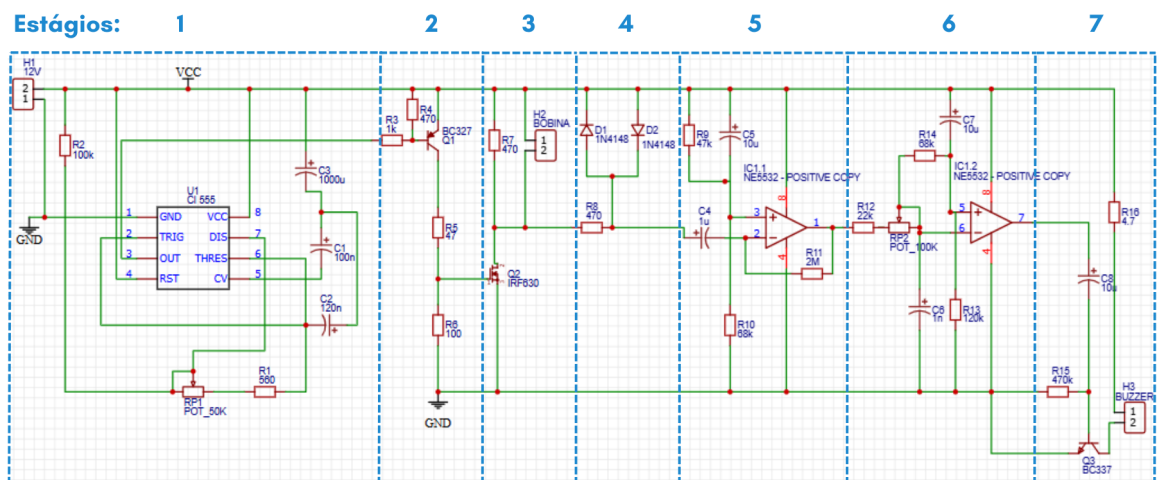 Estágios: 1 2 3 4 5 6 7
H1
12V
2
1
VCC
GND
R2
100k
U1
CI 555
1 GND VCC 8
2 TRIG DIS 7
3 OUT THRES 6
4 RST CV 5
C3
1000u
C1
100n
C2
120n
RP1
POT_50K
R1
560
R3
1k
R4
470
BC327
Q1
R5
47
R6
100
GND
R7
470
H2
BOBINA
1
2
Q2
IRF630
D1
1N4148
D2
1N4148
R8
470
R9
47k
C5
10u
IC1.1
NE5532 - POSITIVE COPY
C4
1u
3
2
8
4
1
R11
2M
R10
68k
R12
22k
RP2
POT_100K
R14
68k
C7
10u
IC1.2
NE5532 - POSITIVE COPY
5
6
8
4
7
C6
1n
R13
120k
R16
4.7
C8
10u
R15
470k
H3
BUZZER
1
2
Q3
BC337